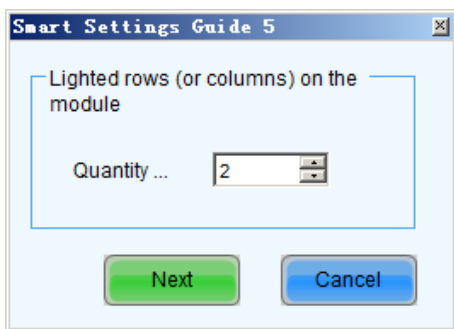 Smart Settings Guide 5
Lighted rows (or columns) on the
module
Quantity ...
2
Next
Cancel